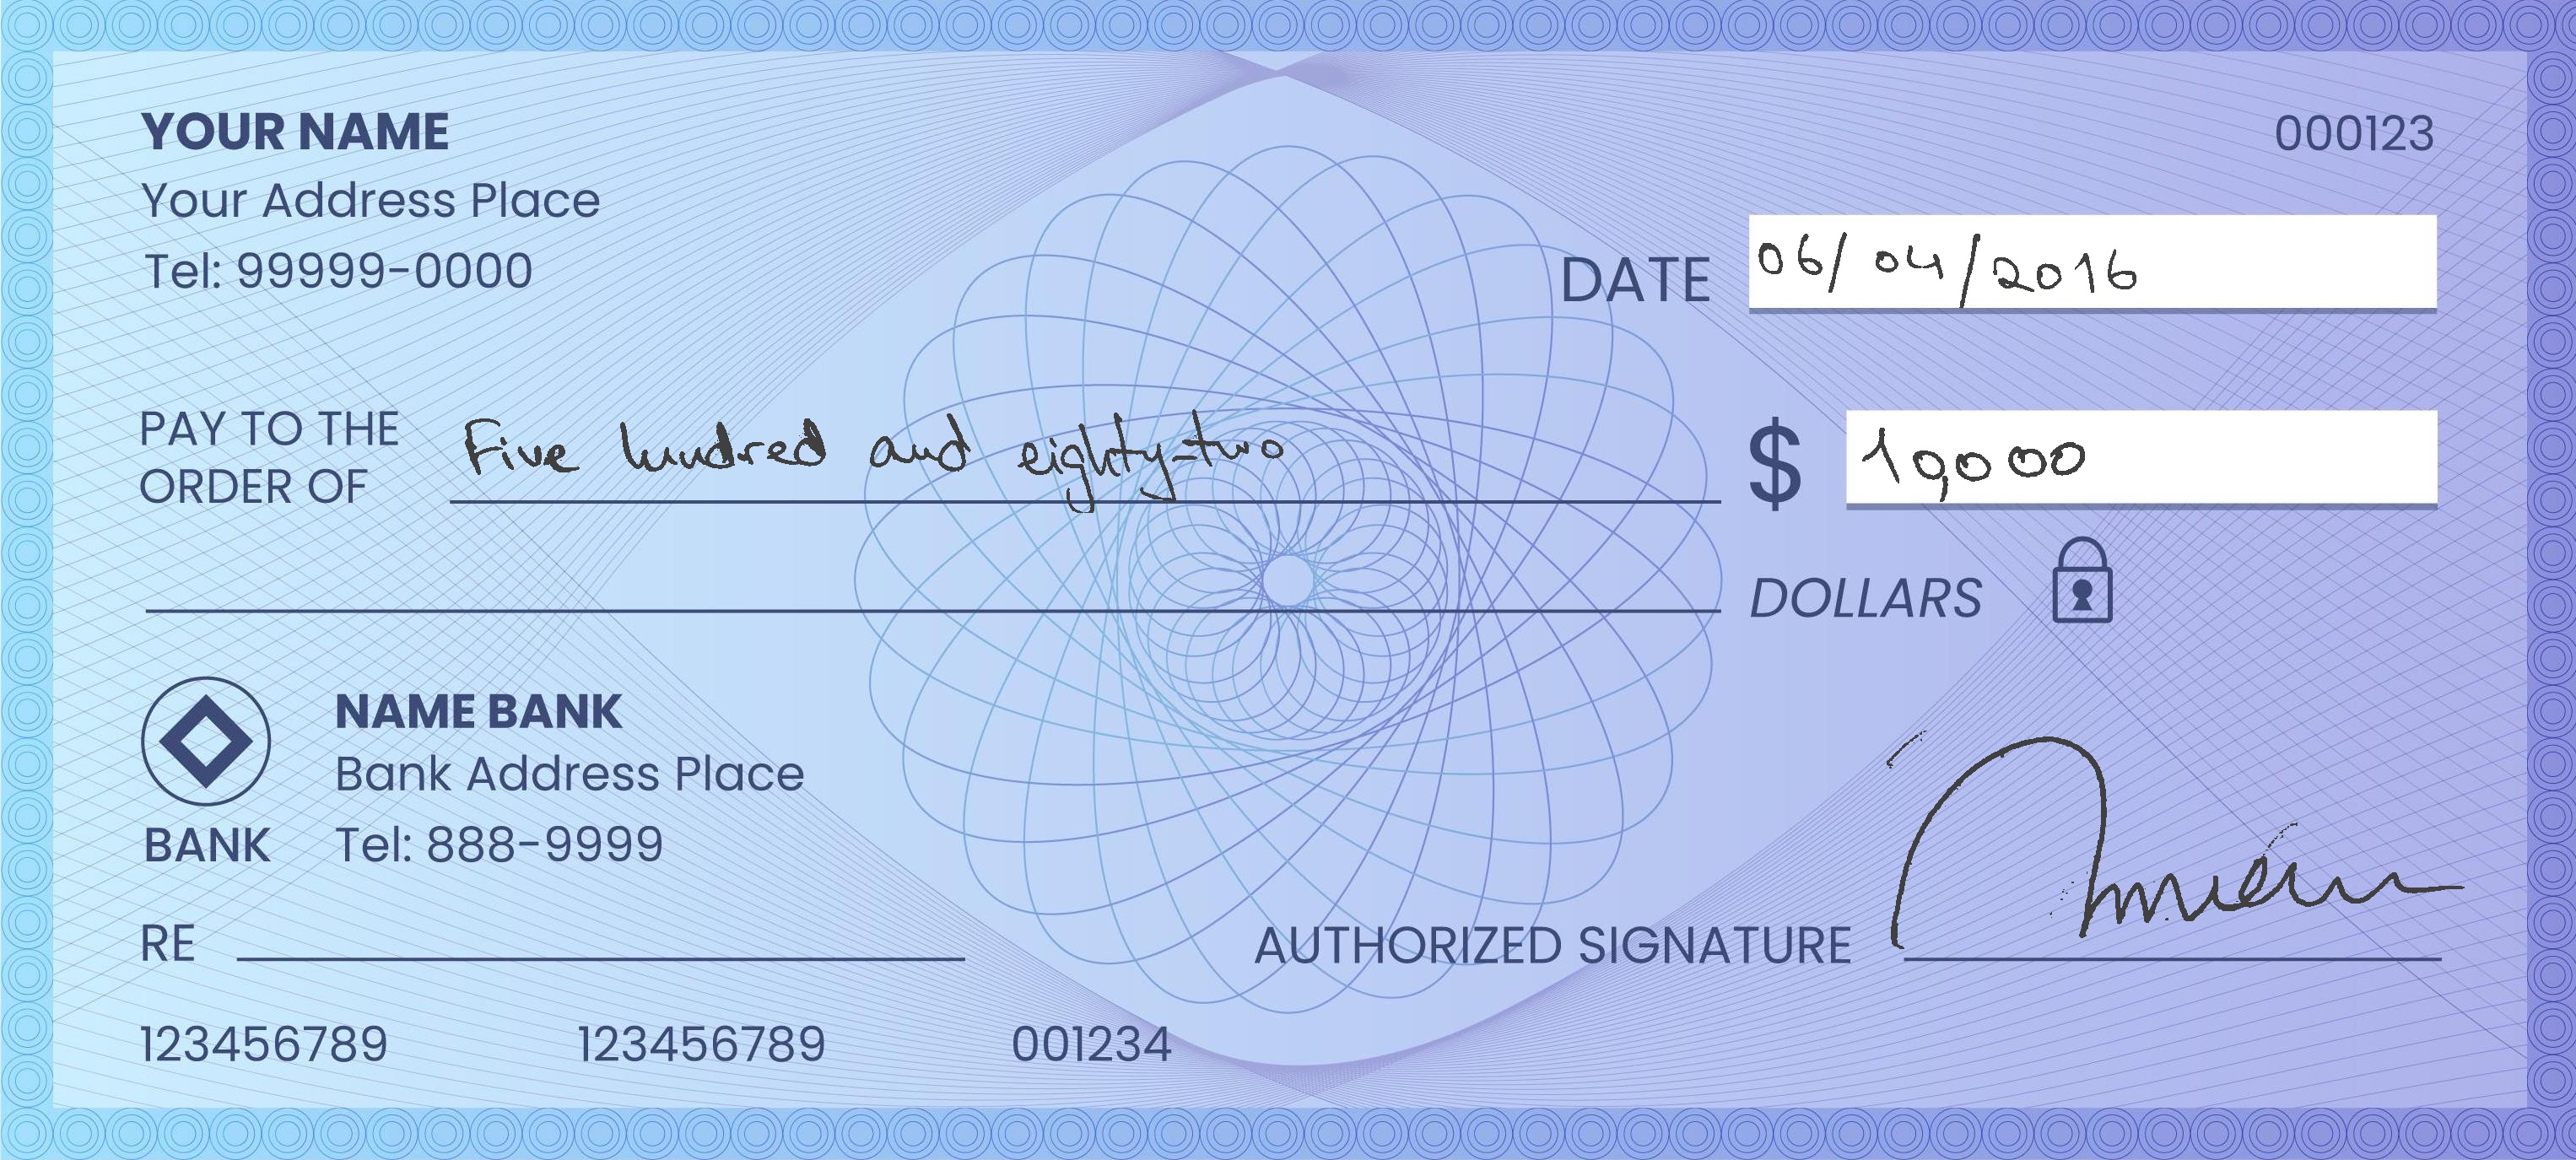 YOUR NAME
000123
Your Address Place
Tel: 99999-0000
DATE 06/04/2016
PAY TO THE
ORDER OF Five hundred and eighty-two $ 10,000
DOLLARS
NAME BANK
Bank Address Place
BANK Tel: 888-9999
RE
AUTHORIZED SIGNATURE
123456789 123456789 001234